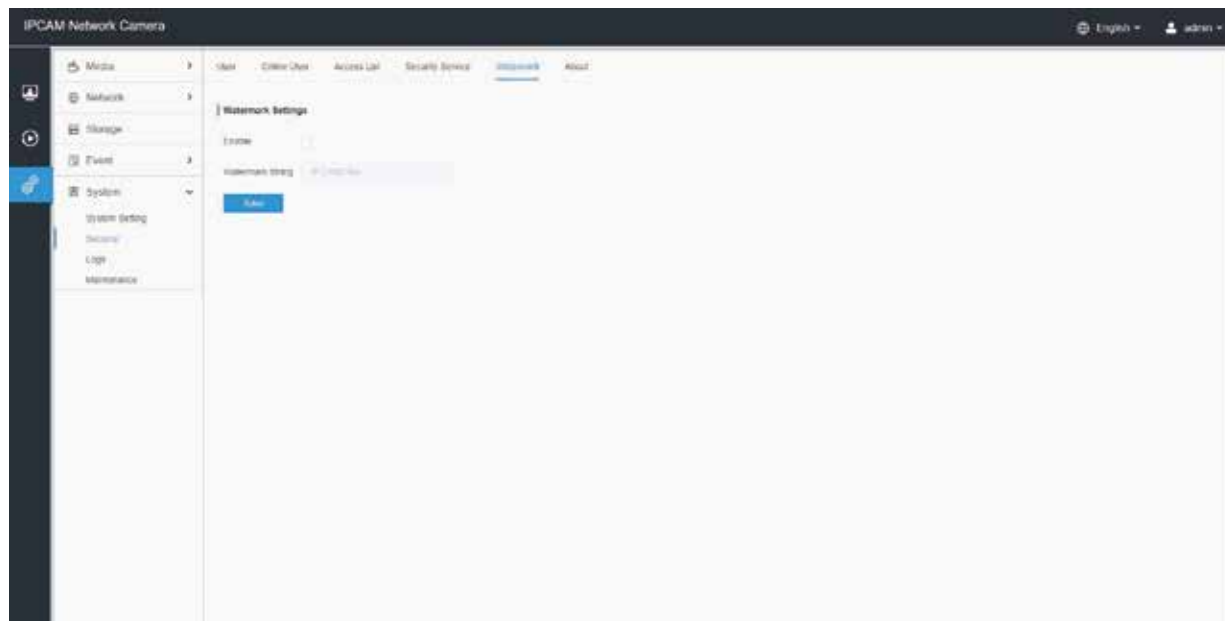 IPCAM Network Camera
English
admin
Media
Network
Storage
Event
System
System Setting
Security
Logs
Maintenance
User Online User Access List Security Service Watermark About
Watermark Settings
Enable
Watermark String
Save